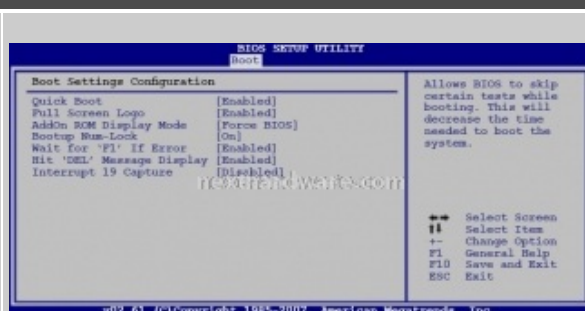 BIOS SETUP UTILITY
Boot
Boot Settings Configuration
Quick Boot [Enabled]
Full Screen Logo [Enabled]
AddOn ROM Display Mode [Force BIOS]
Bootup Num-Lock [On]
Wait for 'F1' If Error [Enabled]
Hit 'DEL' Message Display [Enabled]
Interrupt 19 Capture [Disabled]
nexthardware.com
Allows BIOS to skip
certain tests while
booting. This will
decrease the time
needed to boot the
system.
←→ Select Screen
↑↓ Select Item
+- Change Option
F1 General Help
F10 Save and Exit
ESC Exit
v02.61 (C)Copyright 1985-2007, American Megatrends, Inc.